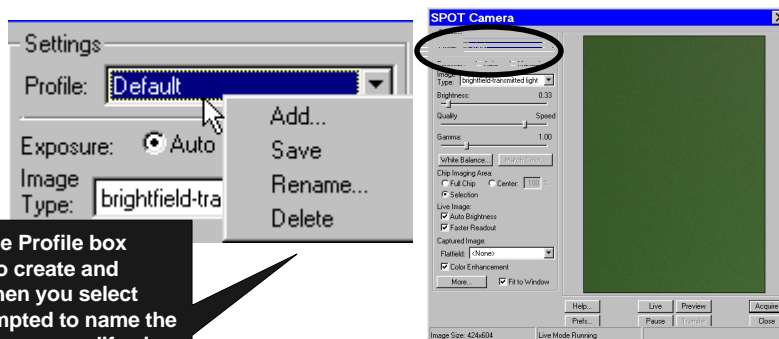 Settings
Profile: Default
Add...
Save
Rename...
Delete
Exposure: Auto
Image
Type: brightfield-tra
e Profile box
o create and
hen you select
mpted to name the
SPOT Camera
Image
Type: brightfield-transmitted light
Brightness: 0.33
Quality Speed
Gamma: 1.00
White Balance... Match Color...
Chip Imaging Area:
Full Chip Center: 100 %
Selection
Live Image:
Auto Brightness
Faster Readout
Captured Image:
Flatfield: <None>
Color Enhancement
More... Fit to Window
Help... Live Preview Acquire
Prefs... Pause Transfer Close
Image Size: 424x604 Live Mode Running